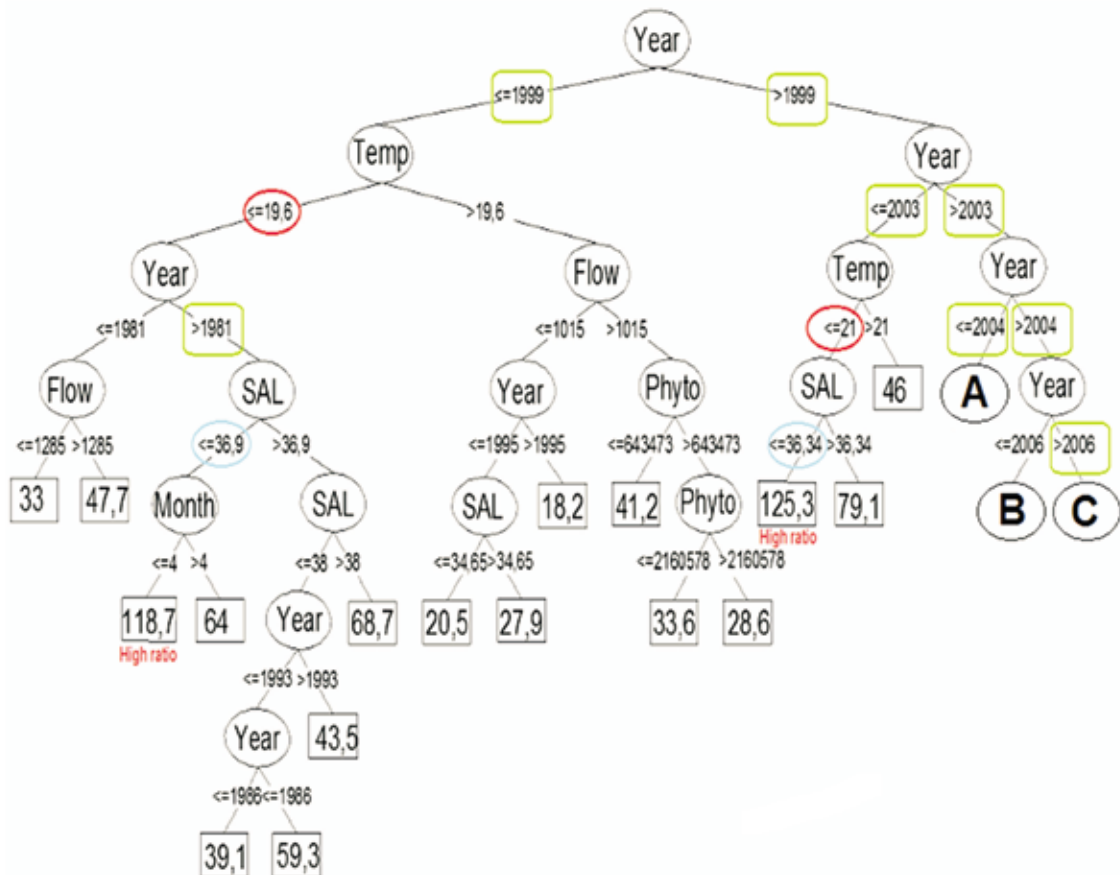 Year
<=1999 >1999
Temp Year
<=19,6 >19,6 <=2003 >2003
Year Flow Temp Year
<=1981 >1981 <=1015 >1015 <=21 >21 <=2004 >2004
Flow SAL Year Phyto SAL 46 A Year
<=1285 >1285 <=36,9 >36,9 <=1995 >1995 <=643473 >643473 <=36,34 >36,34 <=2006 >2006
33 47,7 Month SAL SAL 18,2 41,2 Phyto 125,3 79,1 B C
High ratio
<=4 >4 <=38 >38 <=34,65 >34,65 <=2160578 >2160578
118,7 64 Year 68,7 20,5 27,9 33,6 28,6
High ratio
<=1993 >1993
Year 43,5
<=1986 <=1986
39,1 59,3